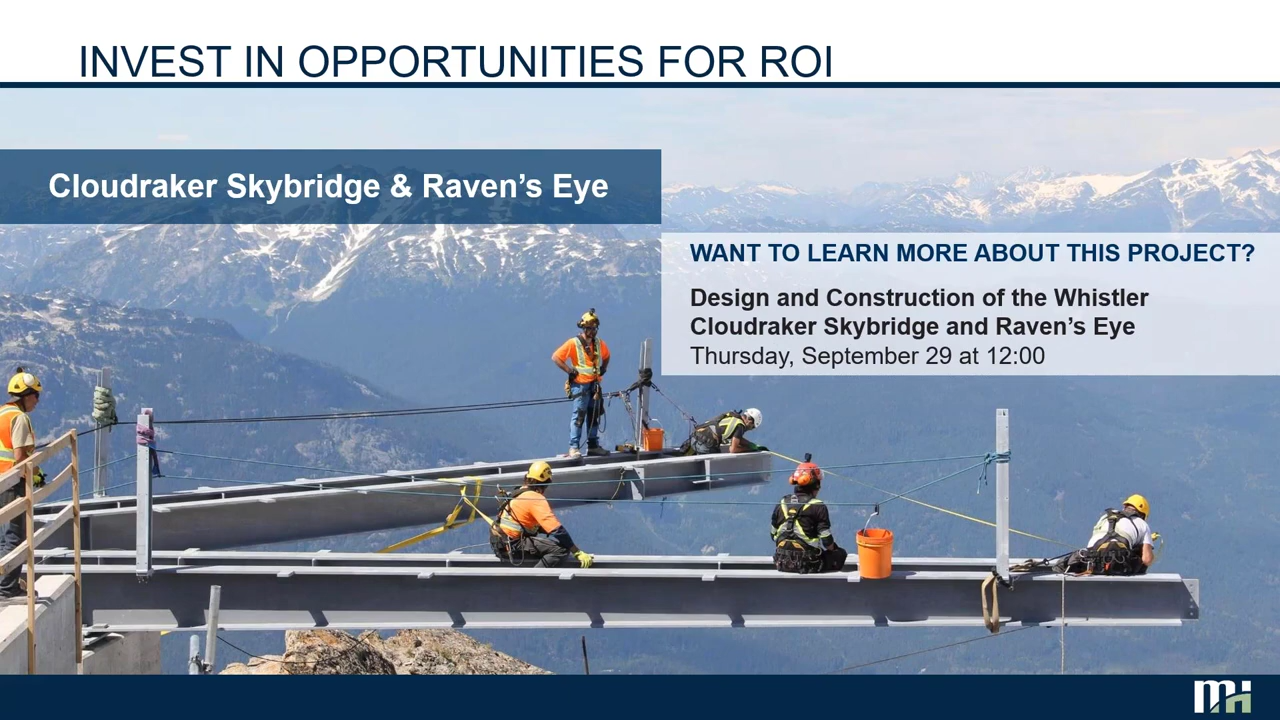 INVEST IN OPPORTUNITIES FOR ROI
Cloudraker Skybridge & Raven’s Eye
WANT TO LEARN MORE ABOUT THIS PROJECT?
Design and Construction of the Whistler
Cloudraker Skybridge and Raven’s Eye
Thursday, September 29 at 12:00